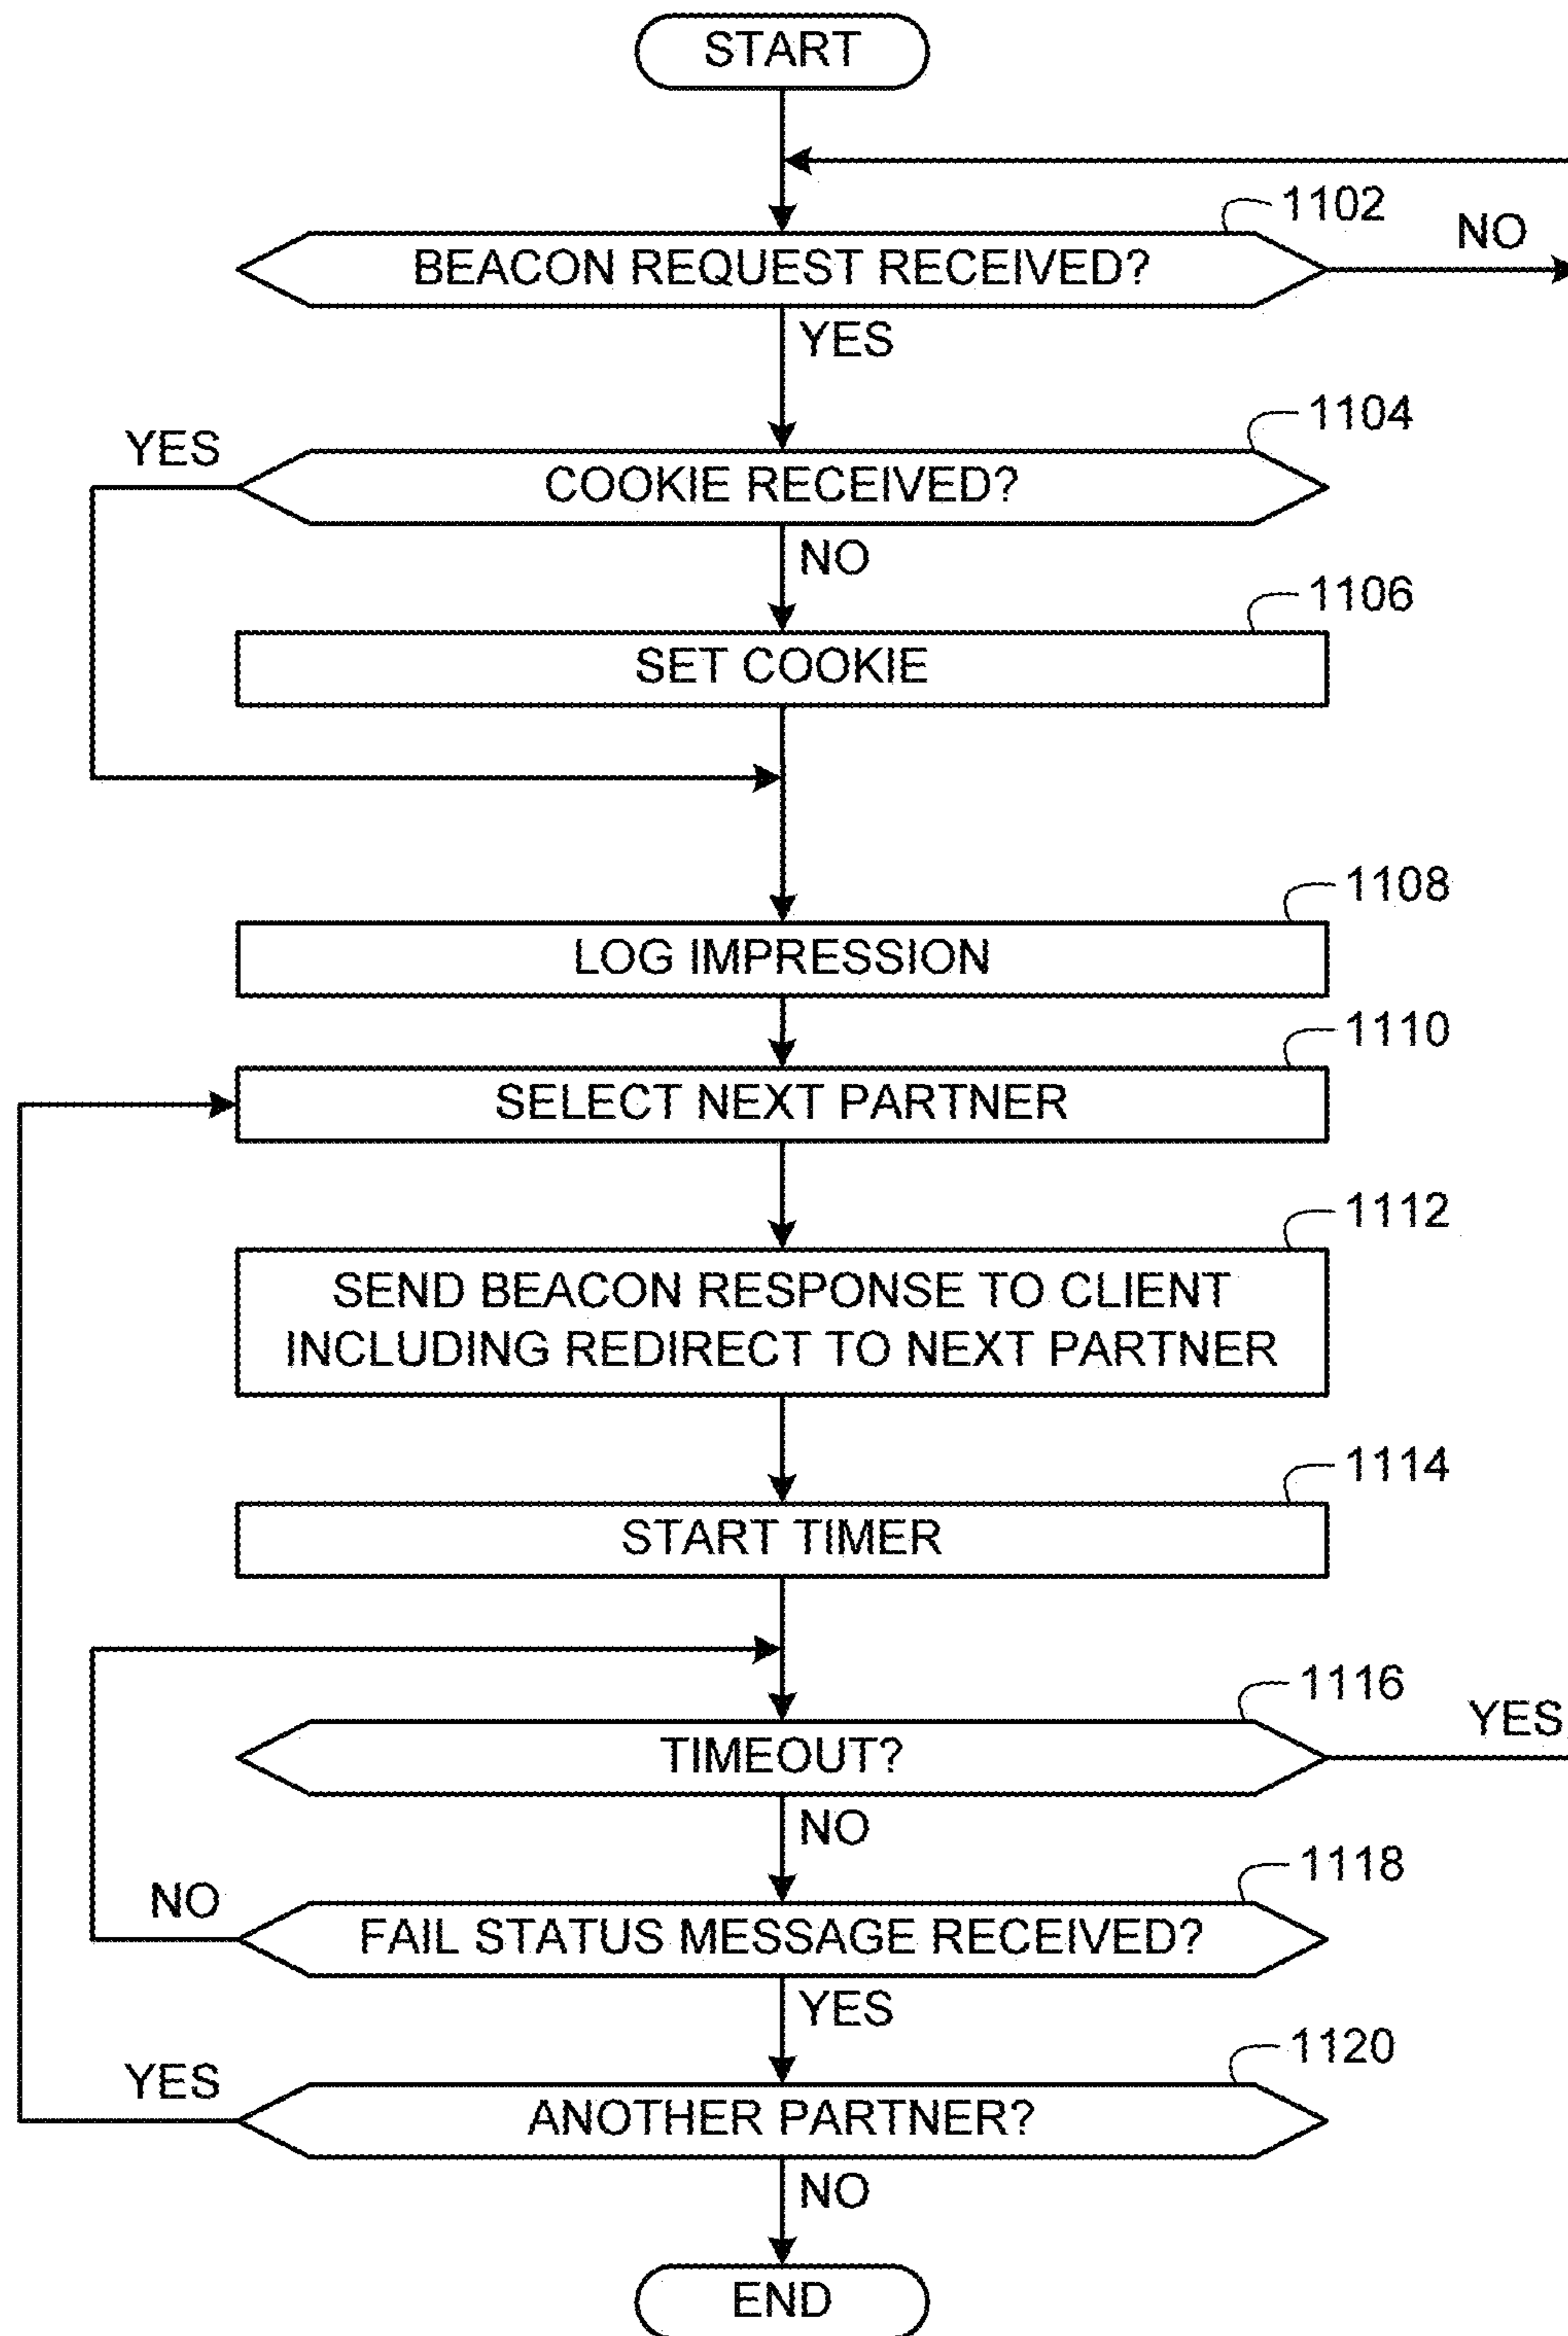 START
1102
BEACON REQUEST RECEIVED?
NO
YES
1104
YES
COOKIE RECEIVED?
NO
1106
SET COOKIE
1108
LOG IMPRESSION
1110
SELECT NEXT PARTNER
1112
SEND BEACON RESPONSE TO CLIENT
INCLUDING REDIRECT TO NEXT PARTNER
1114
START TIMER
1116
TIMEOUT?
YES
NO
1118
NO
FAIL STATUS MESSAGE RECEIVED?
YES
1120
YES
ANOTHER PARTNER?
NO
END